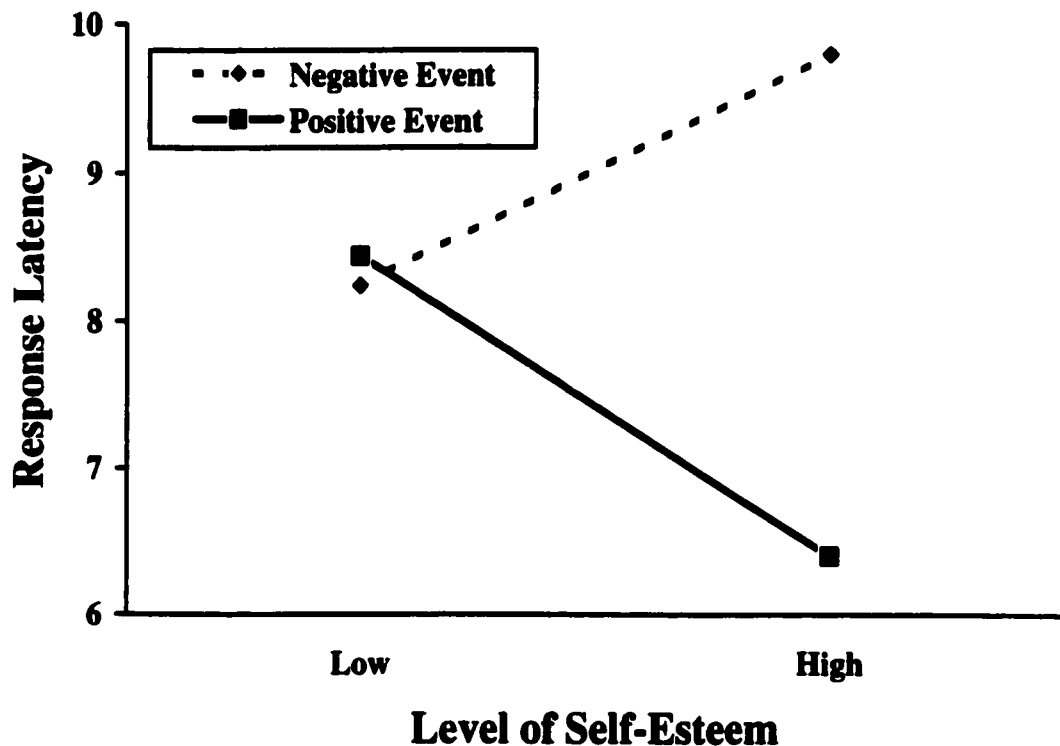 10
Negative Event
Positive Event
9
8
7
6
Response Latency
Low
High
Level of Self-Esteem